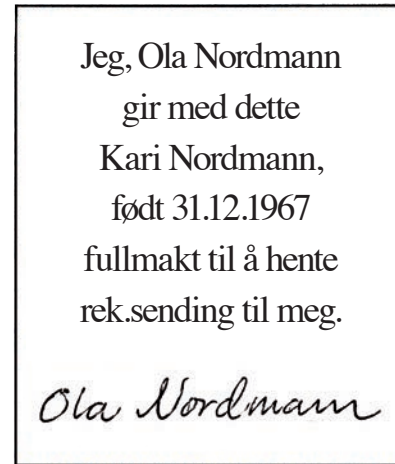 Jeg, Ola Nordmann
gir med dette
Kari Nordmann,
født 31.12.1967
fullmakt til å hente
rek.sending til meg.
Ola Nordmann